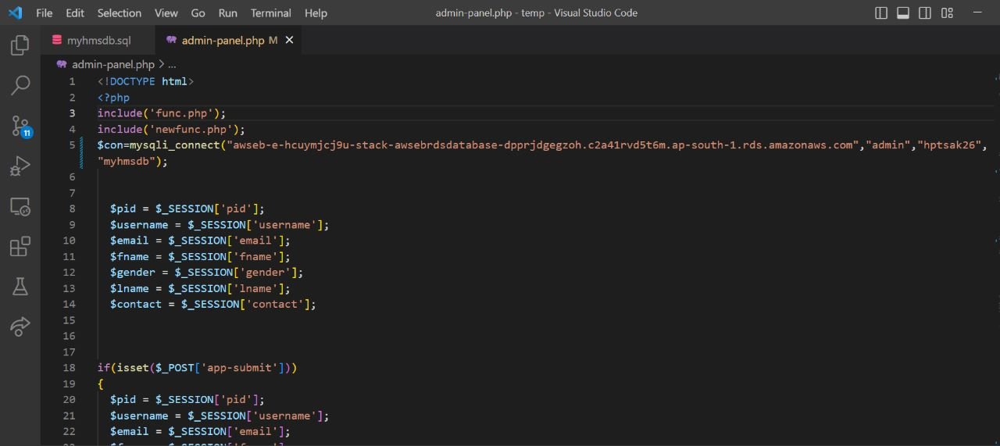 File Edit Selection View Go Run Terminal Help admin-panel.php - temp - Visual Studio Code
myhmsdb.sql admin-panel.php M
admin-panel.php > ...
1 <!DOCTYPE html>
2 <?php
3 include('func.php');
4 include('newfunc.php');
5 $con=mysqli_connect("awseb-e-hcuymjcj9u-stack-awsebrdsdatabase-dpprjdgegzoh.c2a41rvd5t6m.ap-south-1.rds.amazonaws.com","admin","hptsak26",
"myhmsdb");
6
7
8 $pid = $_SESSION['pid'];
9 $username = $_SESSION['username'];
10 $email = $_SESSION['email'];
11 $fname = $_SESSION['fname'];
11
12 $gender = $_SESSION['gender'];
13 $lname = $_SESSION['lname'];
14 $contact = $_SESSION['contact'];
15
16
17
18 if(isset($_POST['app-submit']))
19 {
20 $pid = $_SESSION['pid'];
21 $username = $_SESSION['username'];
22 $email = $_SESSION['email'];